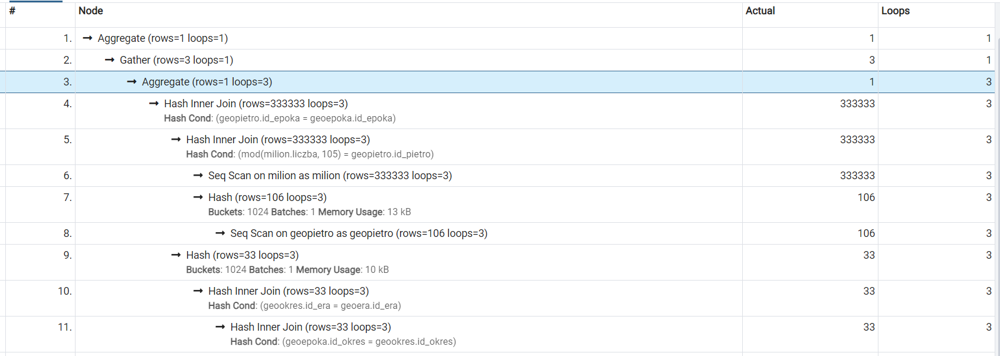 # Node Actual Loops
1. → Aggregate (rows=1 loops=1) 1 1
2. → Gather (rows=3 loops=1) 3 1
3. → Aggregate (rows=1 loops=3) 1 3
4. → Hash Inner Join (rows=333333 loops=3) 333333 3
Hash Cond: (geopietro.id_epoka = geoepoka.id_epoka)
5. → Hash Inner Join (rows=333333 loops=3) 333333 3
Hash Cond: (mod(milion.liczba, 105) = geopietro.id_pietro)
6. → Seq Scan on milion as milion (rows=333333 loops=3) 333333 3
7. → Hash (rows=106 loops=3) 106 3
Buckets: 1024 Batches: 1 Memory Usage: 13 kB
8. → Seq Scan on geopietro as geopietro (rows=106 loops=3) 106 3
9. → Hash (rows=33 loops=3) 33 3
Buckets: 1024 Batches: 1 Memory Usage: 10 kB
10. → Hash Inner Join (rows=33 loops=3) 33 3
Hash Cond: (geookres.id_era = geoera.id_era)
11. → Hash Inner Join (rows=33 loops=3) 33 3
Hash Cond: (geoepoka.id_okres = geookres.id_okres)